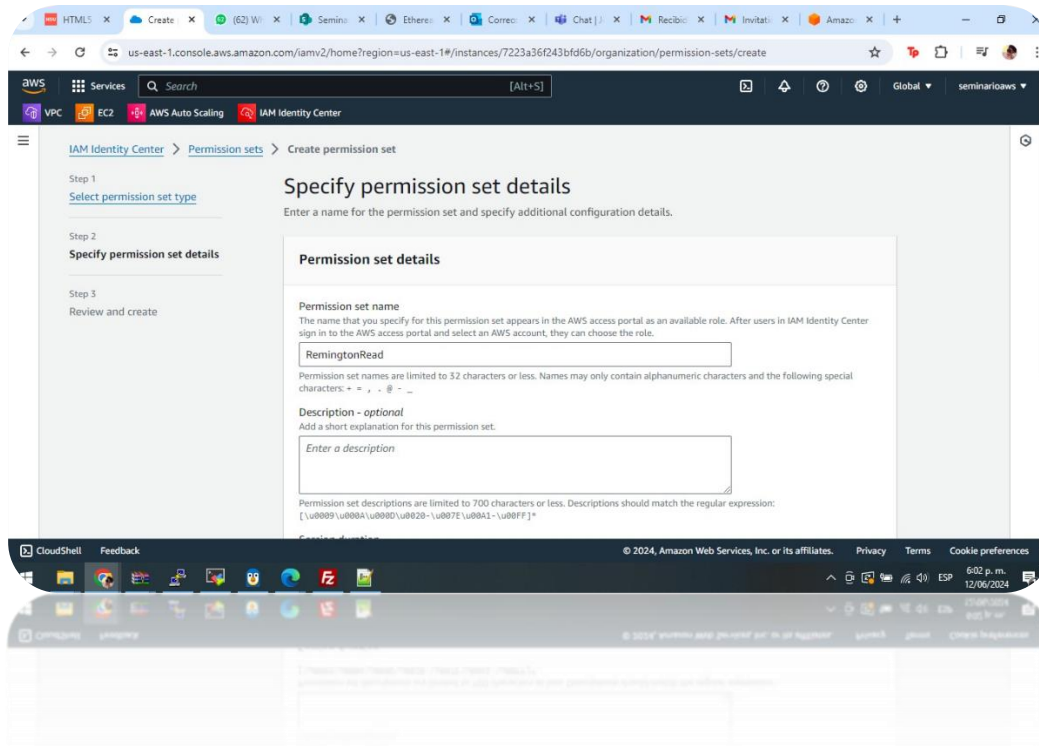 HTML5
Create
(62) W
Semina
Etherea
Correo
Chat | J
Recibid
Invitati
Amazo
us-east-1.console.aws.amazon.com/iamv2/home?region=us-east-1#/instances/7223a36f243bfd6b/organization/permission-sets/create
aws Services Search [Alt+S] Global seminarioaws
VPC EC2 AWS Auto Scaling IAM Identity Center
IAM Identity Center > Permission sets > Create permission set
Step 1
Select permission set type
Step 2
Specify permission set details
Step 3
Review and create
Specify permission set details
Enter a name for the permission set and specify additional configuration details.
Permission set details
Permission set name
The name that you specify for this permission set appears in the AWS access portal as an available role. After users in IAM Identity Center
sign in to the AWS access portal and select an AWS account, they can choose the role.
RemingtonRead
Permission set names are limited to 32 characters or less. Names may only contain alphanumeric characters and the following special
characters: + = , . @ - _
Description - optional
Add a short explanation for this permission set.
Enter a description
Permission set descriptions are limited to 700 characters or less. Descriptions should match the regular expression:
[\u0009\u000A\u000D\u0020-\u007E\u00A1-\u00FF]*
CloudShell Feedback © 2024, Amazon Web Services, Inc. or its affiliates. Privacy Terms Cookie preferences
ESP
6:02 p. m.
12/06/2024